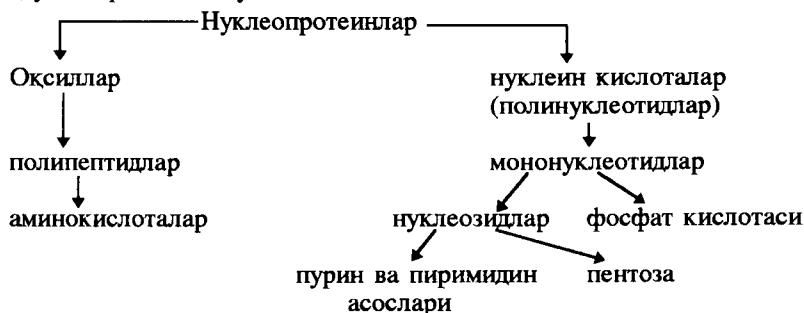 Нуклеопротеинлар
Оқсиллар
нуклеин кислоталар
(полинуклеотидлар)
полипептидлар
мононуклеотидлар
аминокислоталар
нуклеозидлар
фосфат кислотаси
пурин ва пиримидин
асослари
пентоза